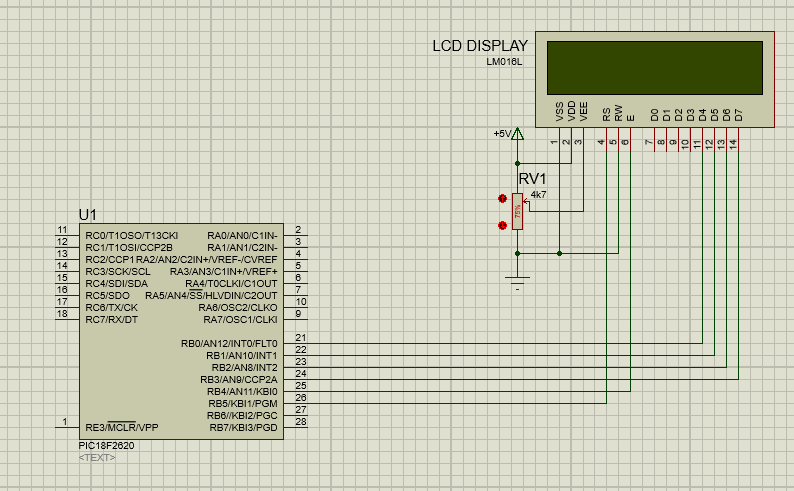 LCD DISPLAY
LM016L
VSS VDD VEE RS RW E D0 D1 D2 D3 D4 D5 D6 D7
1 2 3 4 5 6 7 8 9 10 11 12 13 14
+5V
RV1
4k7
75%
U1
11 RC0/T1OSO/T13CKI RA0/AN0/C1IN- 2
12 RC1/T1OSI/CCP2B RA1/AN1/C2IN- 3
13 RC2/CCP1 RA2/AN2/C2IN+/VREF-/CVREF 4
14 RC3/SCK/SCL RA3/AN3/C1IN+/VREF+ 5
15 RC4/SDI/SDA RA4/T0CLKI/C1OUT 6
16 RC5/SDO RA5/AN4/SS/HLVDIN/C2OUT 7
17 RC6/TX/CK RA6/OSC2/CLKO 10
18 RC7/RX/DT RA7/OSC1/CLKI 9
RB0/AN12/INT0/FLT0 21
RB1/AN10/INT1 22
RB2/AN8/INT2 23
RB3/AN9/CCP2A 24
RB4/AN11/KBI0 25
RB5/KBI1/PGM 26
RB6//KBI2/PGC 27
1 RE3/MCLR/VPP RB7/KBI3/PGD 28
PIC18F2620
<TEXT>